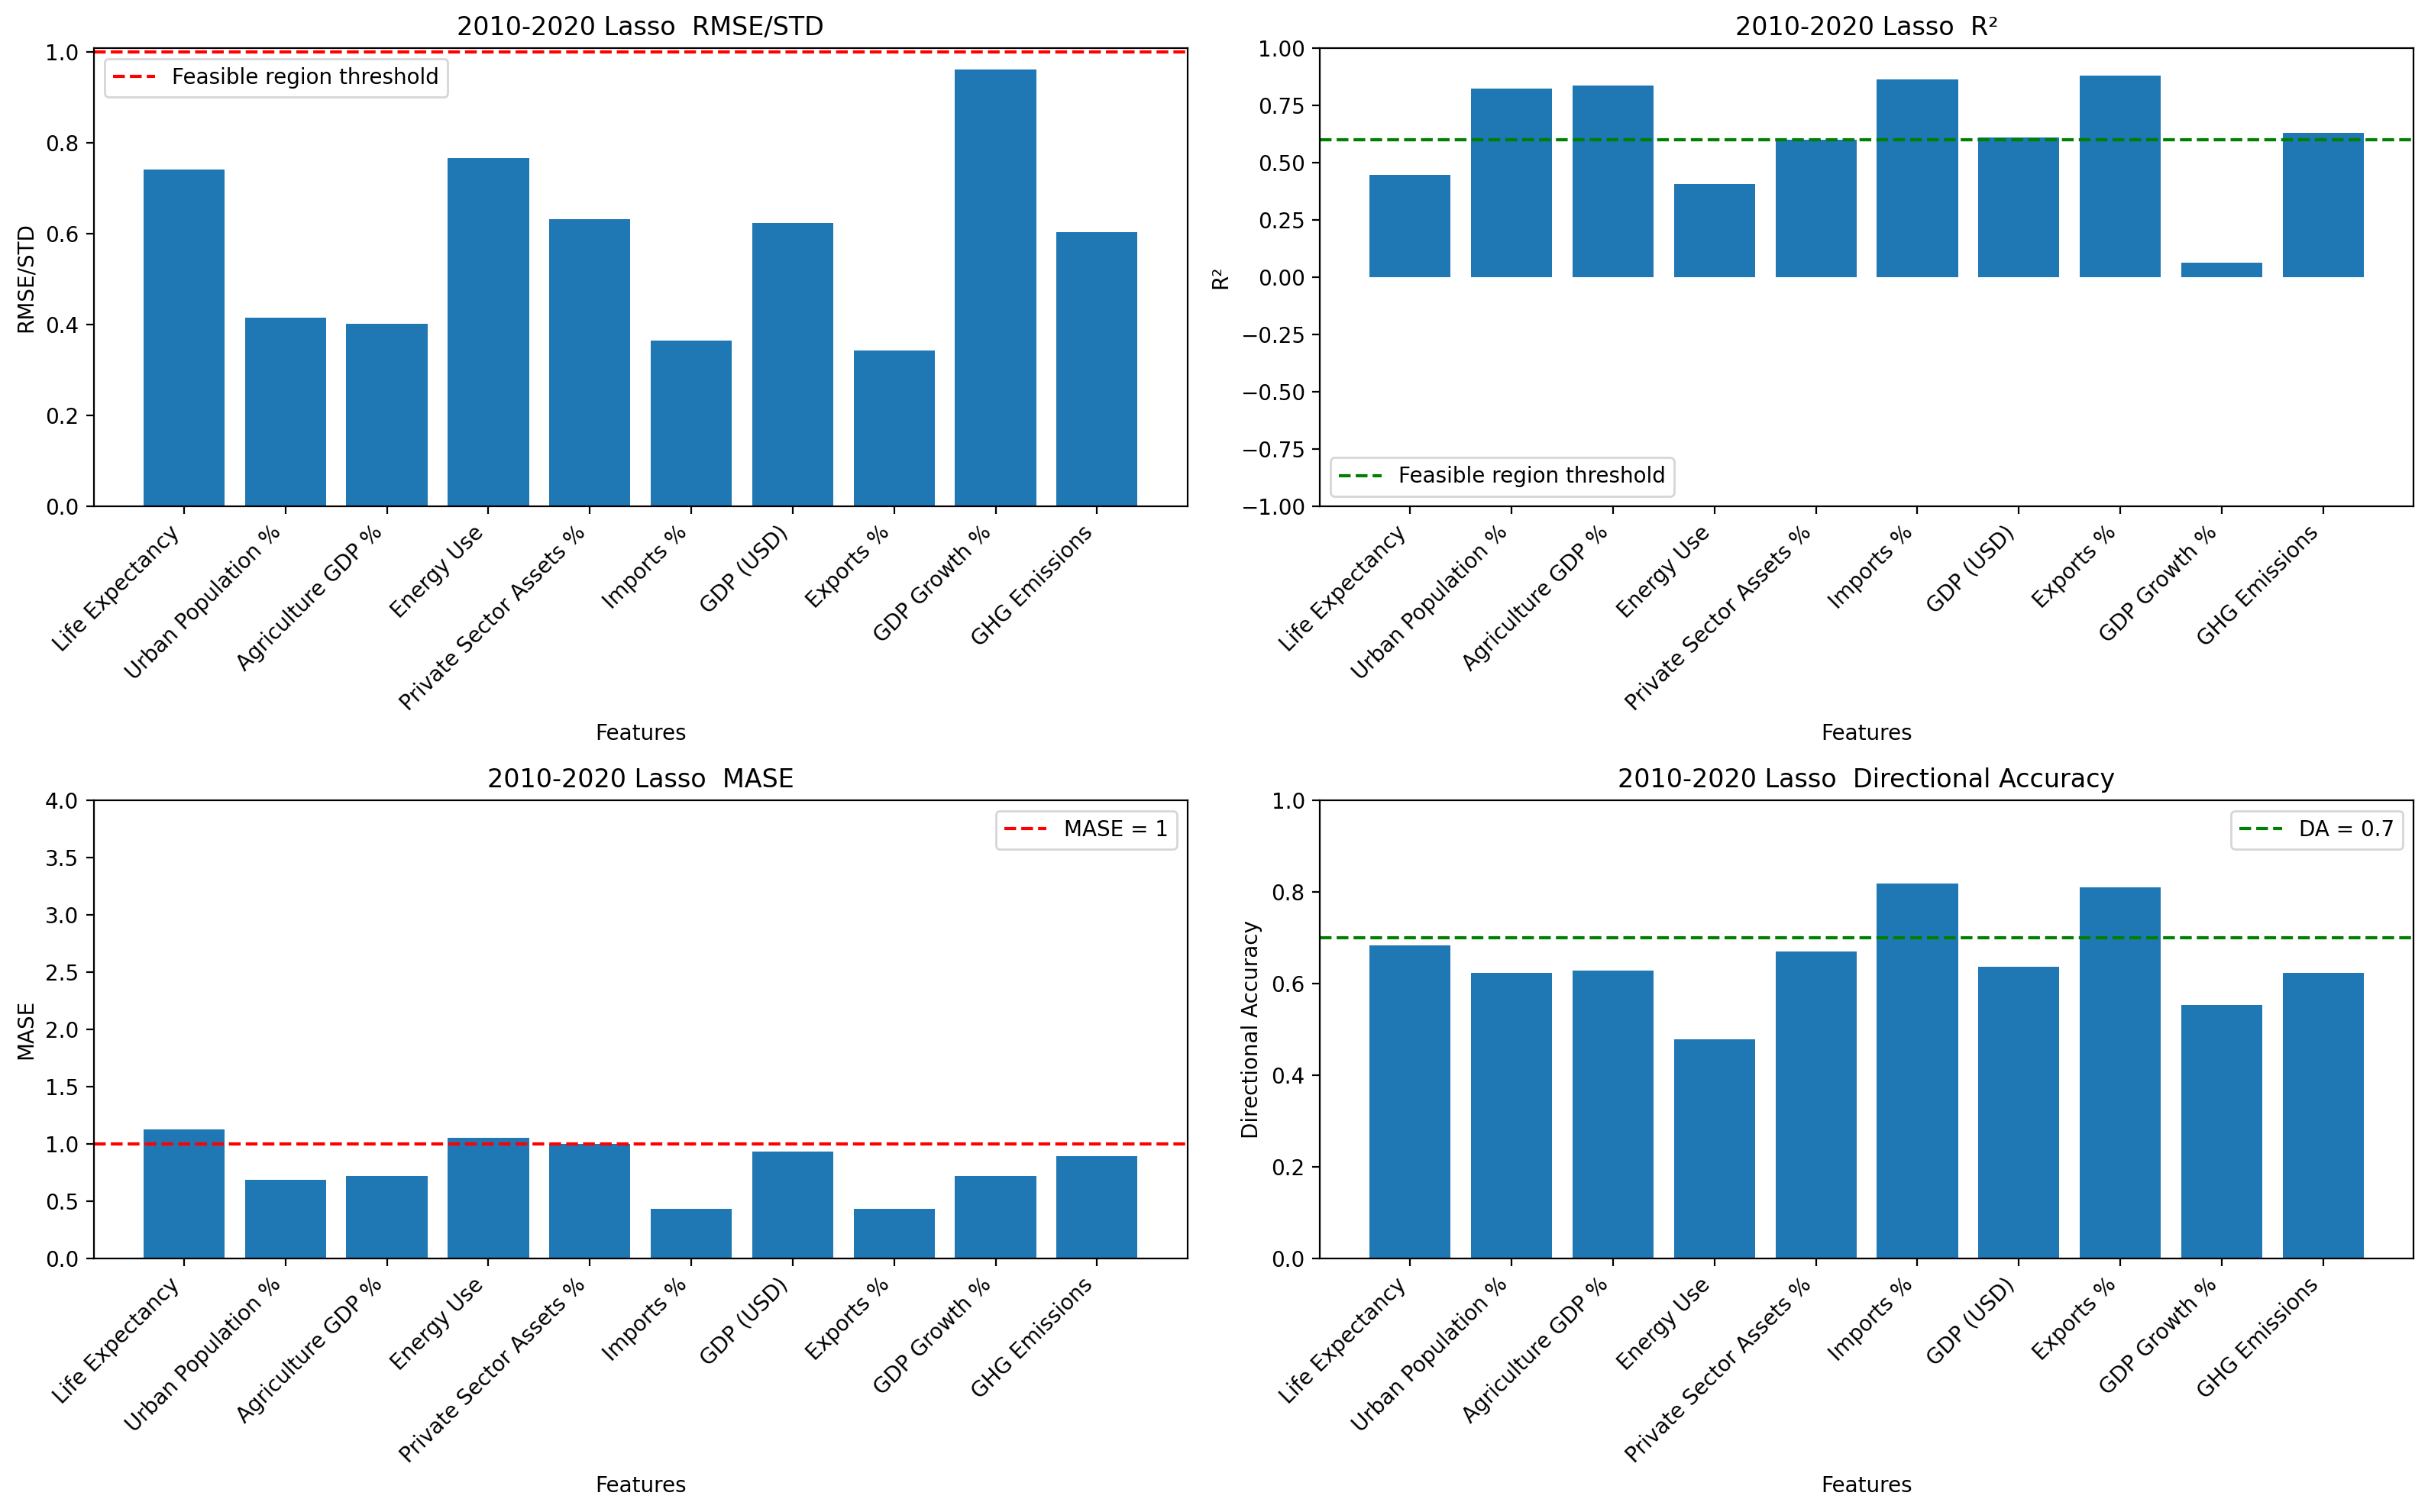 2010-2020 Lasso  RMSE/STD
1.0
0.8
0.6
0.4
0.2
0.0
RMSE/STD
Feasible region threshold
Life Expectancy
Urban Population %
Agriculture GDP %
Energy Use
Private Sector Assets %
Imports %
GDP (USD)
Exports %
GDP Growth %
GHG Emissions
Features
2010-2020 Lasso  R²
1.00
0.75
0.50
0.25
0.00
−0.25
−0.50
−0.75
−1.00
R²
Feasible region threshold
Life Expectancy
Urban Population %
Agriculture GDP %
Energy Use
Private Sector Assets %
Imports %
GDP (USD)
Exports %
GDP Growth %
GHG Emissions
Features
2010-2020 Lasso  MASE
4.0
3.5
3.0
2.5
2.0
1.5
1.0
0.5
0.0
MASE
MASE = 1
Life Expectancy
Urban Population %
Agriculture GDP %
Energy Use
Private Sector Assets %
Imports %
GDP (USD)
Exports %
GDP Growth %
GHG Emissions
Features
2010-2020 Lasso  Directional Accuracy
1.0
0.8
0.6
0.4
0.2
0.0
Directional Accuracy
DA = 0.7
Life Expectancy
Urban Population %
Agriculture GDP %
Energy Use
Private Sector Assets %
Imports %
GDP (USD)
Exports %
GDP Growth %
GHG Emissions
Features